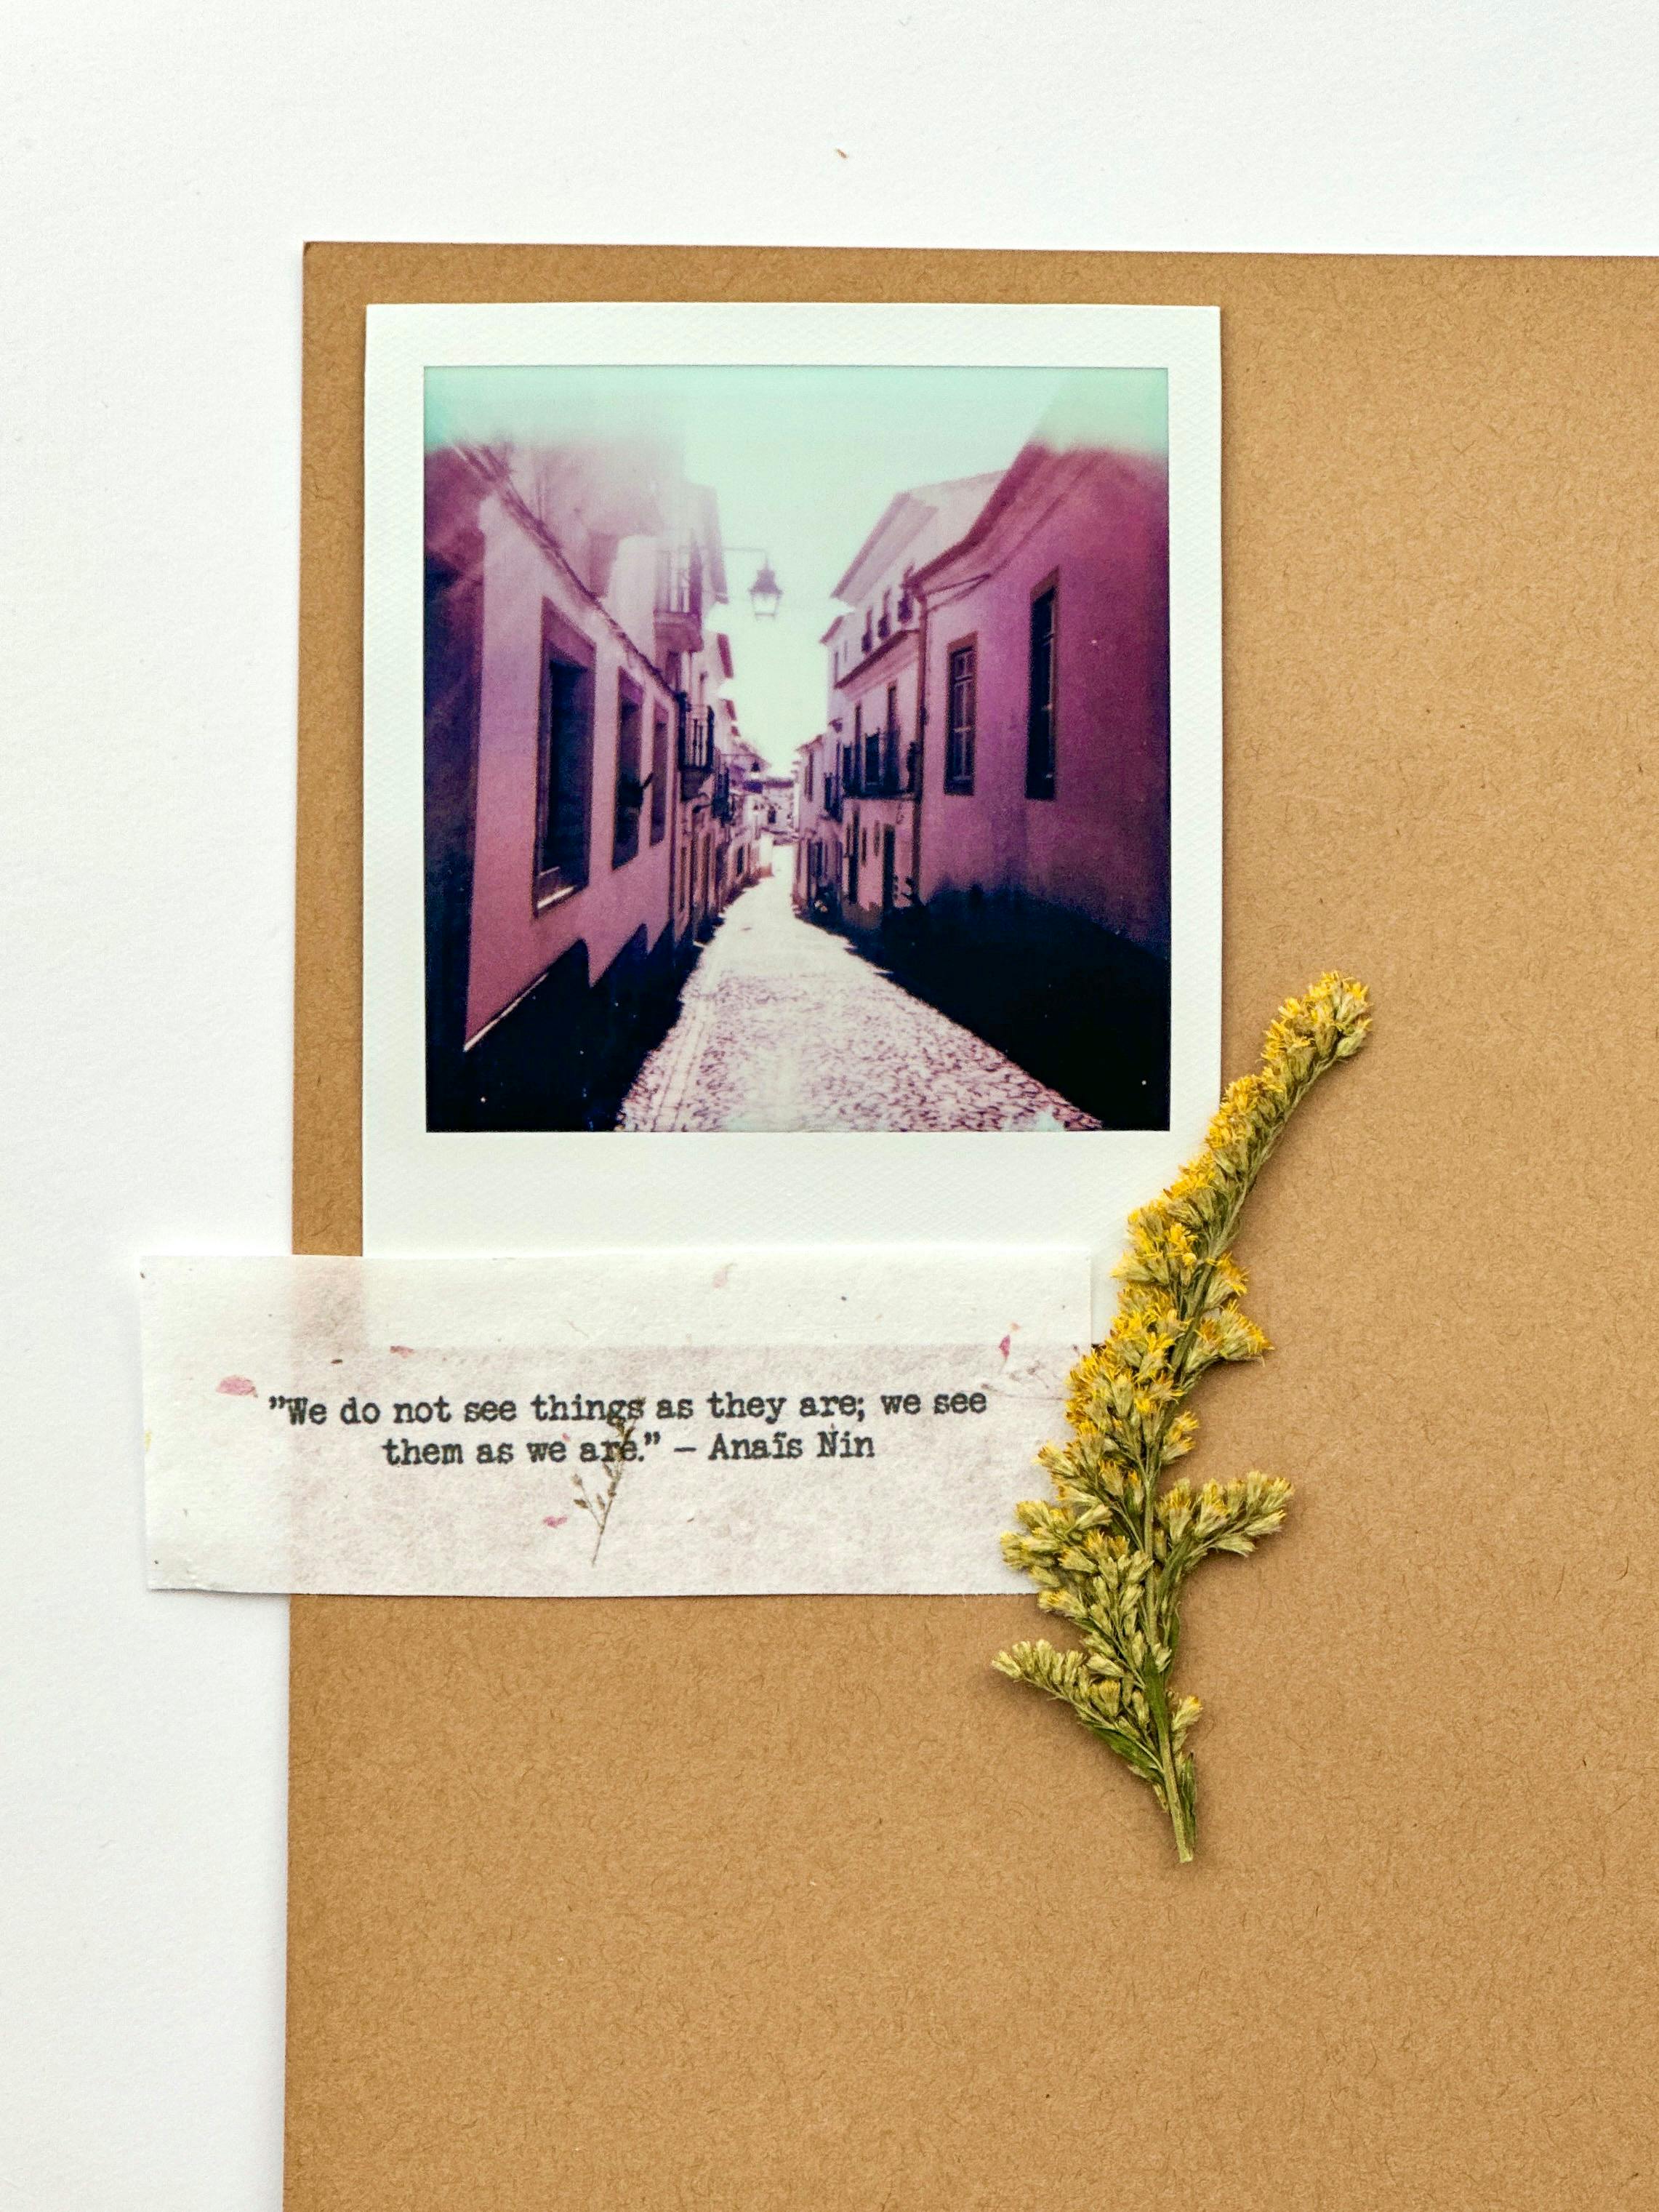 ”We do not see things as they are; we see
them as we are.” — Anaïs Nin